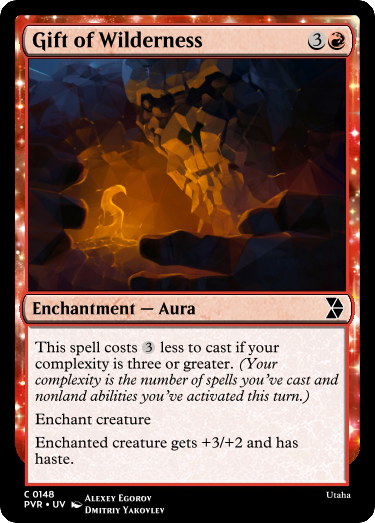 Gift of Wilderness 3
Enchantment — Aura
This spell costs 3 less to cast if your
complexity is three or greater. (Your
complexity is the number of spells you've cast and
nonland abilities you've activated this turn.)
Enchant creature
Enchanted creature gets +3/+2 and has
haste.
C 0148
PVR • UV Alexey Egorov
Dmitriy Yakovlev
Utaha